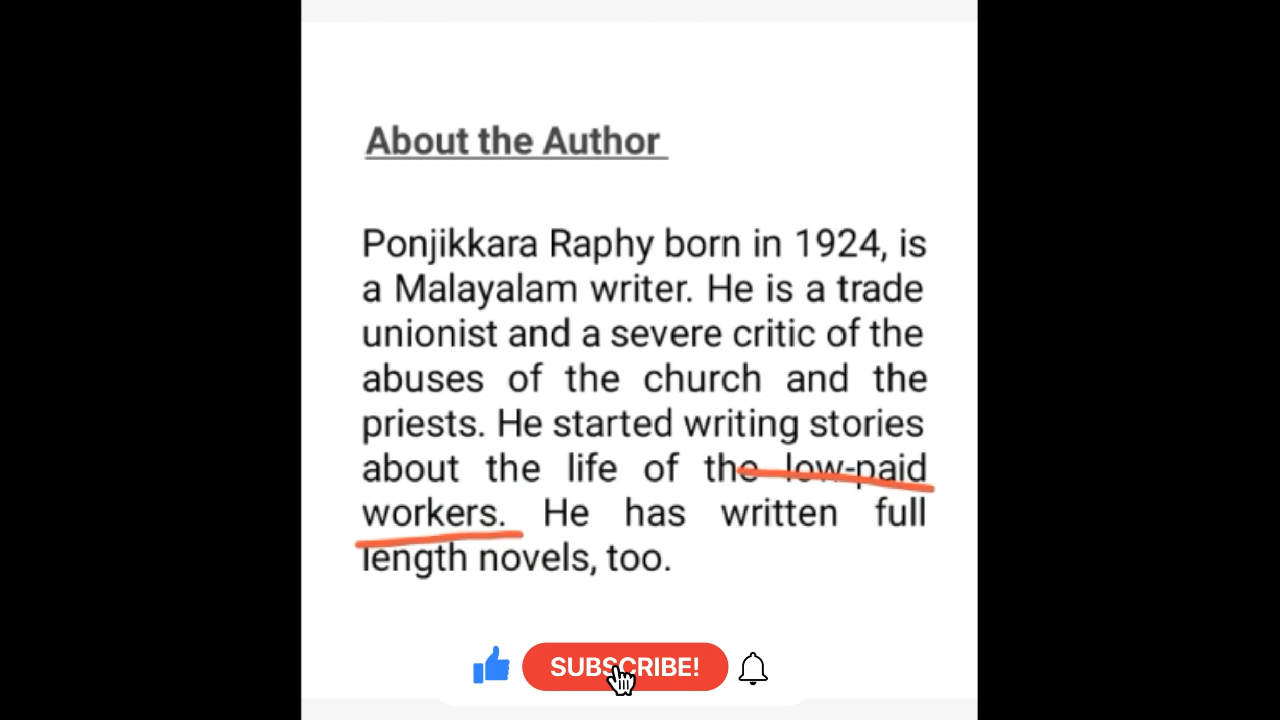 About the Author
Ponjikkara Raphy born in 1924, is
a Malayalam writer. He is a trade
unionist and a severe critic of the
abuses of the church and the
priests. He started writing stories
about the life of the low-paid
workers. He has written full
length novels, too.
SUBSCRIBE!